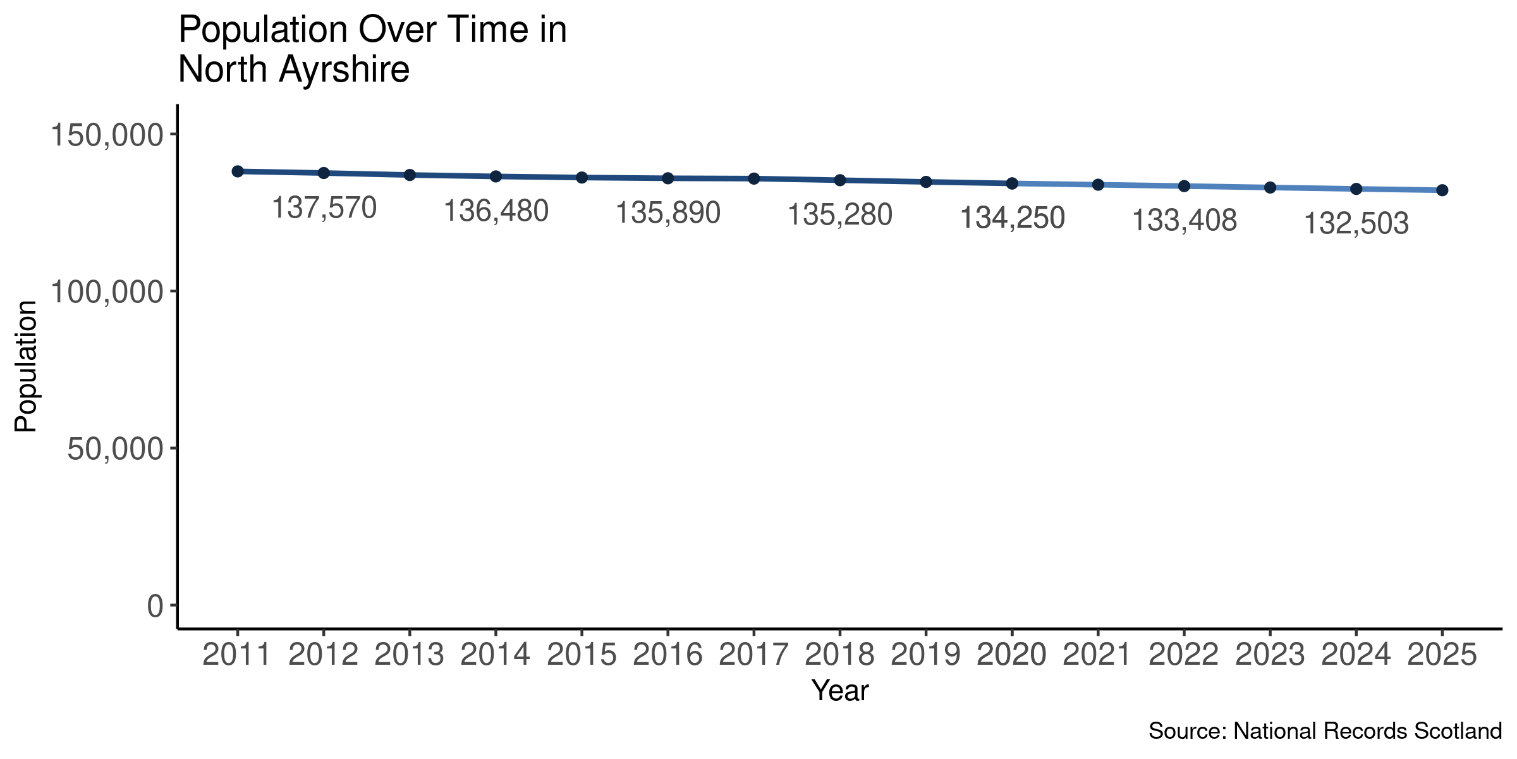 Population Over Time in
North Ayrshire
150,000
100,000
50,000
0
Population
137,570
136,480
135,890
135,280
134,250
133,408
132,503
2011 2012 2013 2014 2015 2016 2017 2018 2019 2020 2021 2022 2023 2024 2025
Year
Source: National Records Scotland